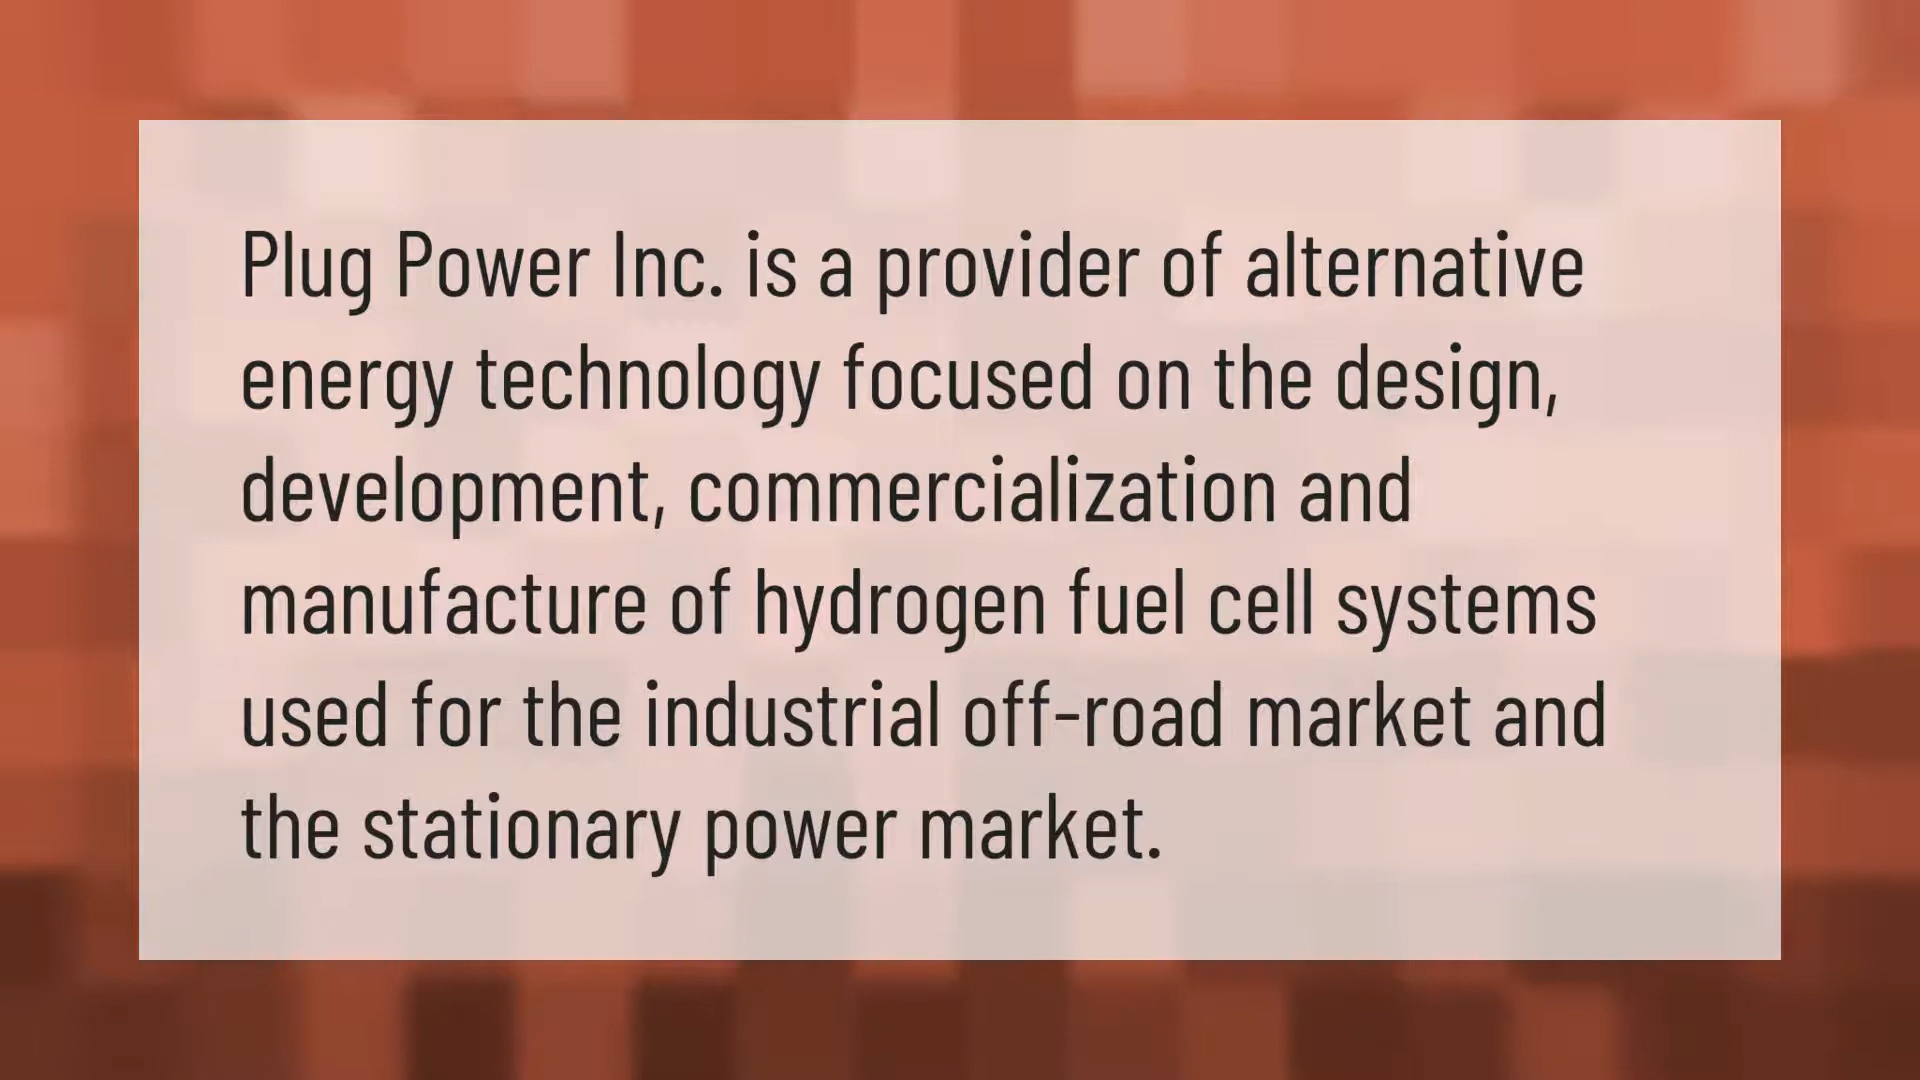 Plug Power Inc. is a provider of alternative
energy technology focused on the design,
development, commercialization and
manufacture of hydrogen fuel cell systems
used for the industrial off-road market and
the stationary power market.